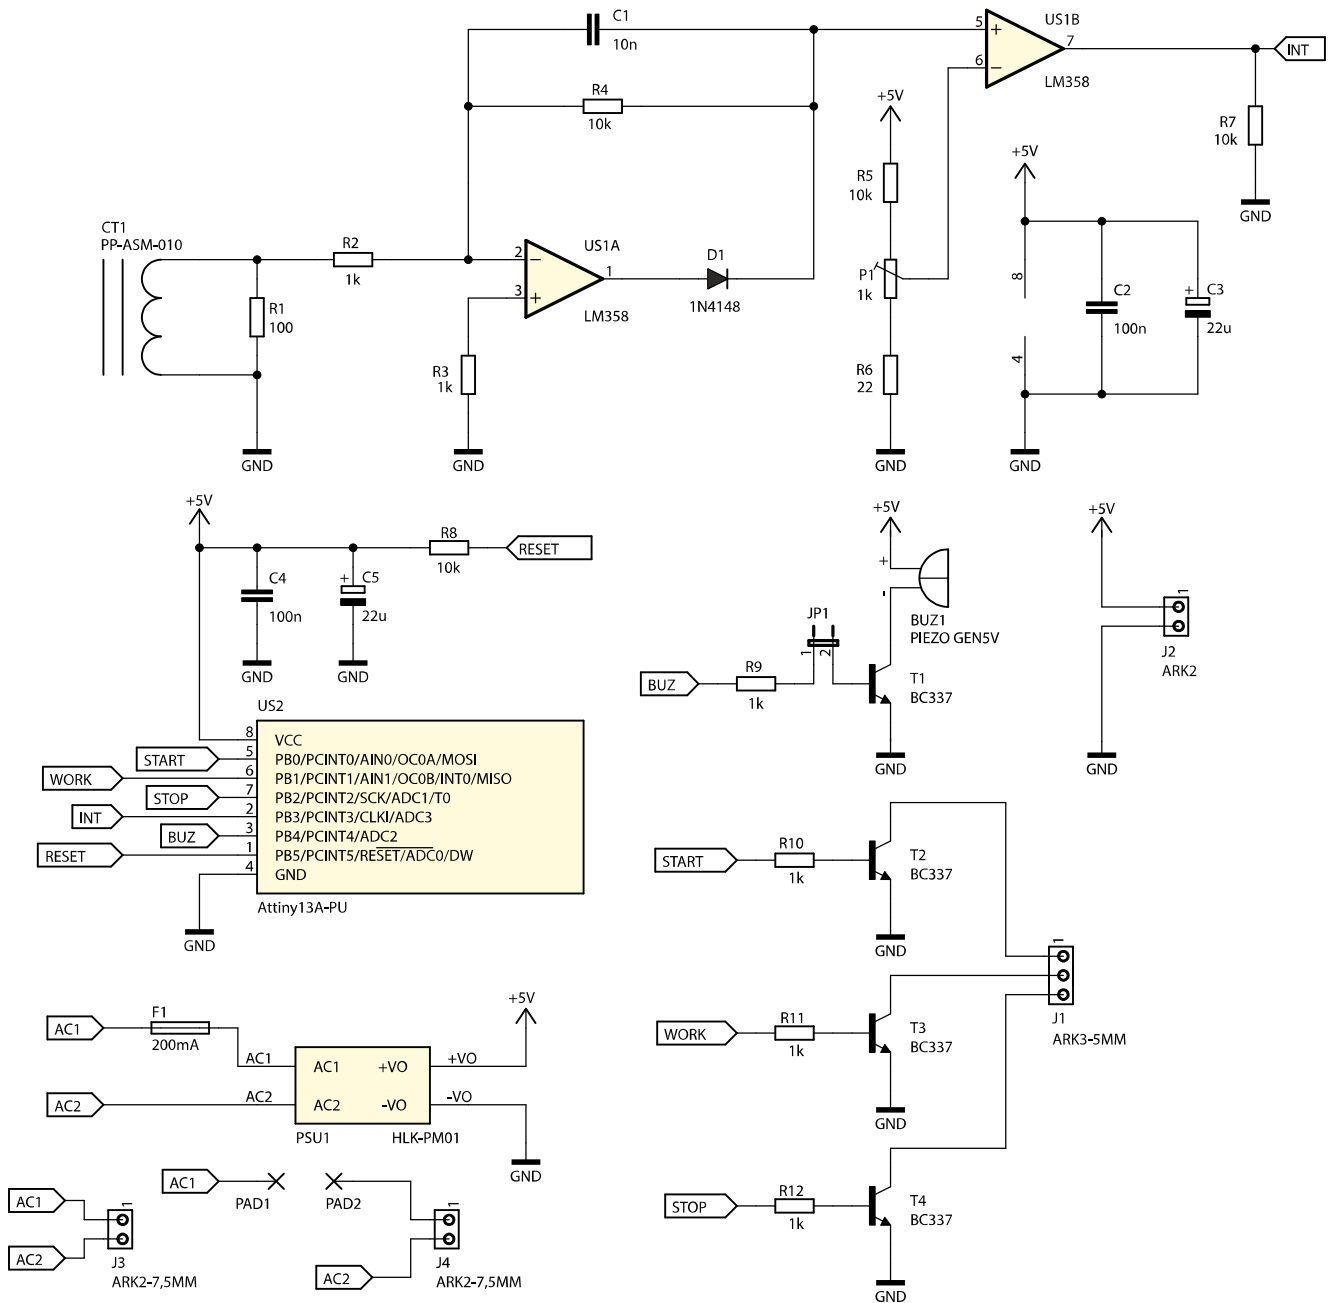 C1
10n
R4
10k
US1B
5
+
6
−
7
LM358
INT
R7
10k
GND
+5V
R5
10k
P1
1k
R6
22
GND
+5V
8
4
C2
100n
+
C3
22u
GND
CT1
PP-ASM-010
R1
100
GND
R2
1k
R3
1k
GND
US1A
2
−
3
+
1
LM358
D1
1N4148
+5V
C4
100n
GND
+
C5
22u
GND
R8
10k
RESET
US2
8 VCC
START 5 PB0/PCINT0/AIN0/OC0A/MOSI
WORK 6 PB1/PCINT1/AIN1/OC0B/INT0/MISO
STOP 7 PB2/PCINT2/SCK/ADC1/T0
INT 2 PB3/PCINT3/CLKI/ADC3
BUZ 3 PB4/PCINT4/ADC2
RESET 1 PB5/PCINT5/RESET/ADC0/DW
4 GND
Attiny13A-PU
GND
+5V
+
-
BUZ1
PIEZO GEN5V
JP1
1
2
BUZ
R9
1k
T1
BC337
GND
+5V
1
J2
ARK2
GND
START
R10
1k
T2
BC337
GND
WORK
R11
1k
T3
BC337
GND
STOP
R12
1k
T4
BC337
GND
1
J1
ARK3-5MM
AC1
F1
200mA
AC1
AC2
AC2
AC1
+VO
AC2
-VO
+VO
-VO
PSU1
HLK-PM01
+5V
GND
AC1
AC2
1
J3
ARK2-7,5MM
AC1
PAD1
PAD2
AC2
1
J4
ARK2-7,5MM